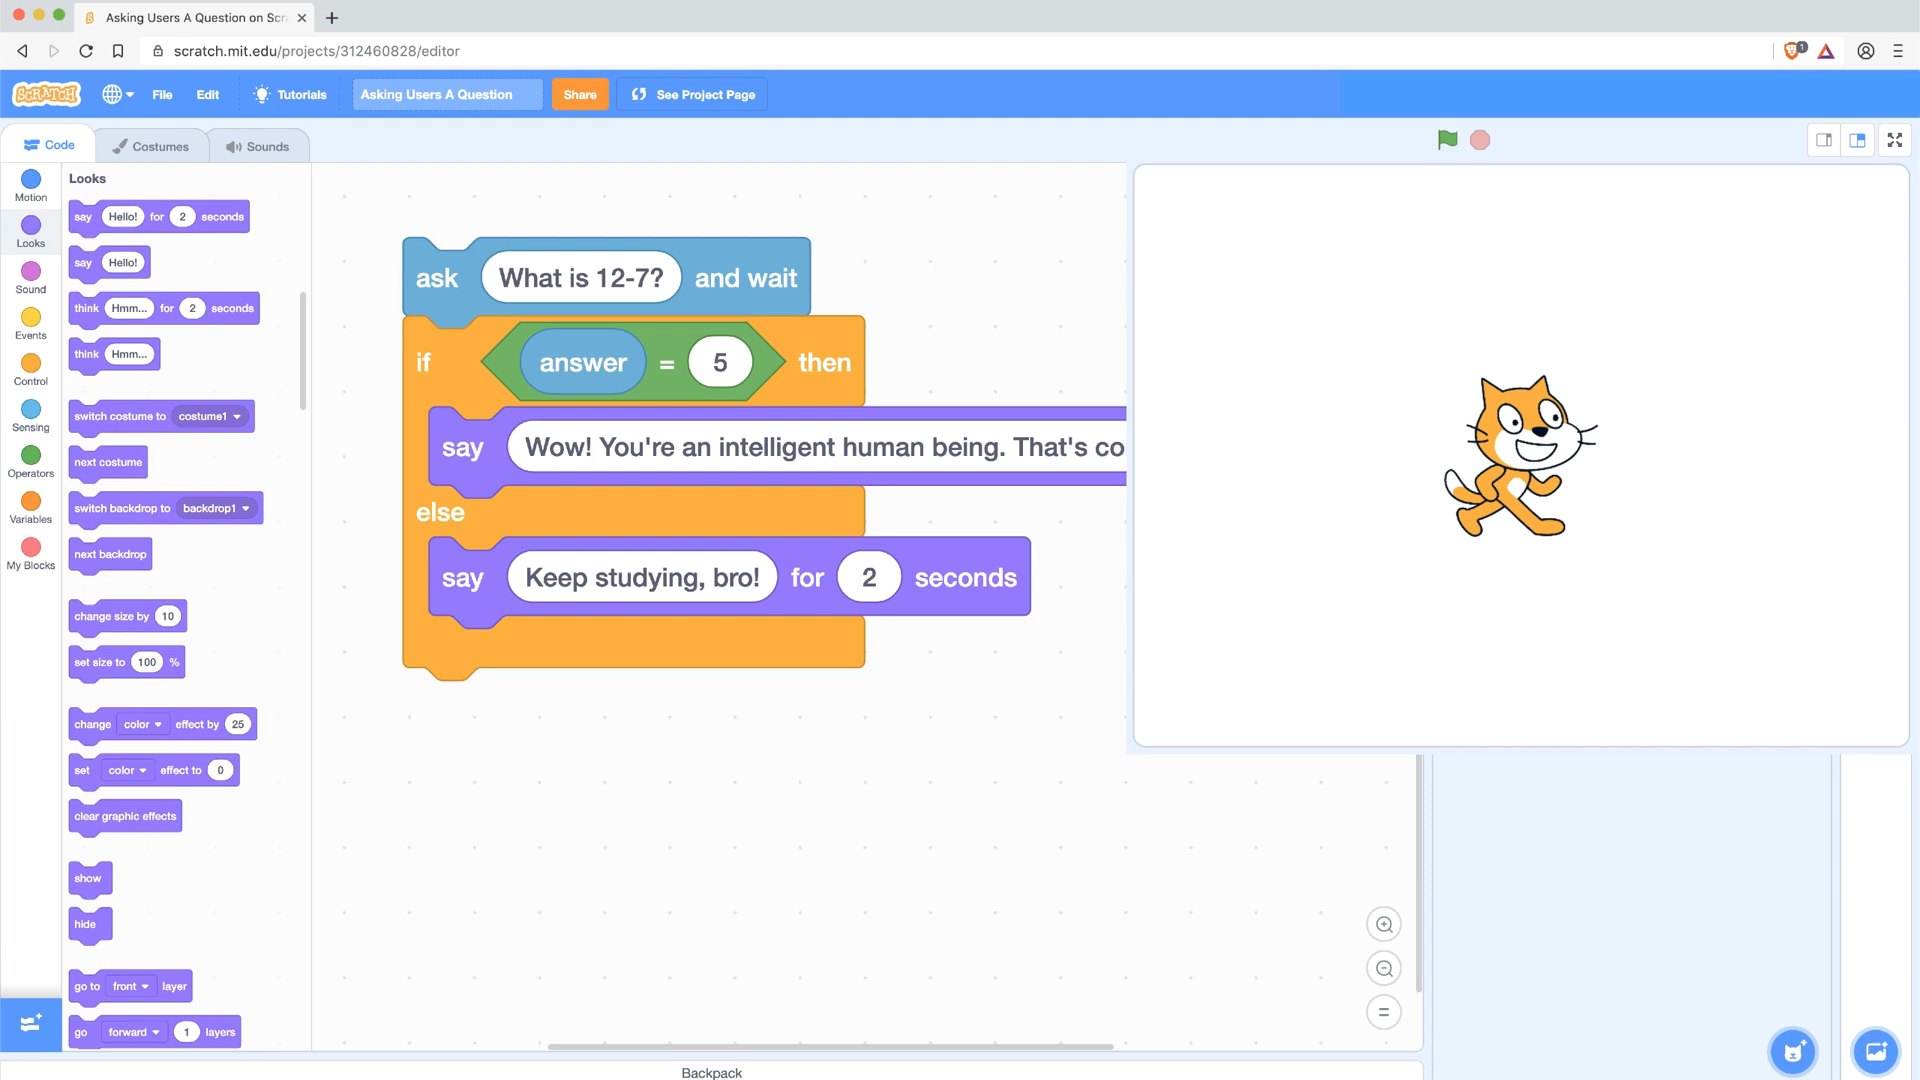 Asking Users A Question on Scr
scratch.mit.edu/projects/312460828/editor
1
SCRATCH
File
Edit
Tutorials
Asking Users A Question
Share
See Project Page
Code
Costumes
Sounds
Motion
Looks
Sound
Events
Control
Sensing
Operators
Variables
My Blocks
Looks
say Hello! for 2 seconds
say Hello!
think Hmm... for 2 seconds
think Hmm...
switch costume to costume1
next costume
switch backdrop to backdrop1
next backdrop
change size by 10
set size to 100 %
change color effect by 25
set color effect to 0
clear graphic effects
show
hide
go to front layer
go forward 1 layers
ask What is 12-7? and wait
if answer = 5 then
say Wow! You're an intelligent human being. That's co
else
say Keep studying, bro! for 2 seconds
Backpack